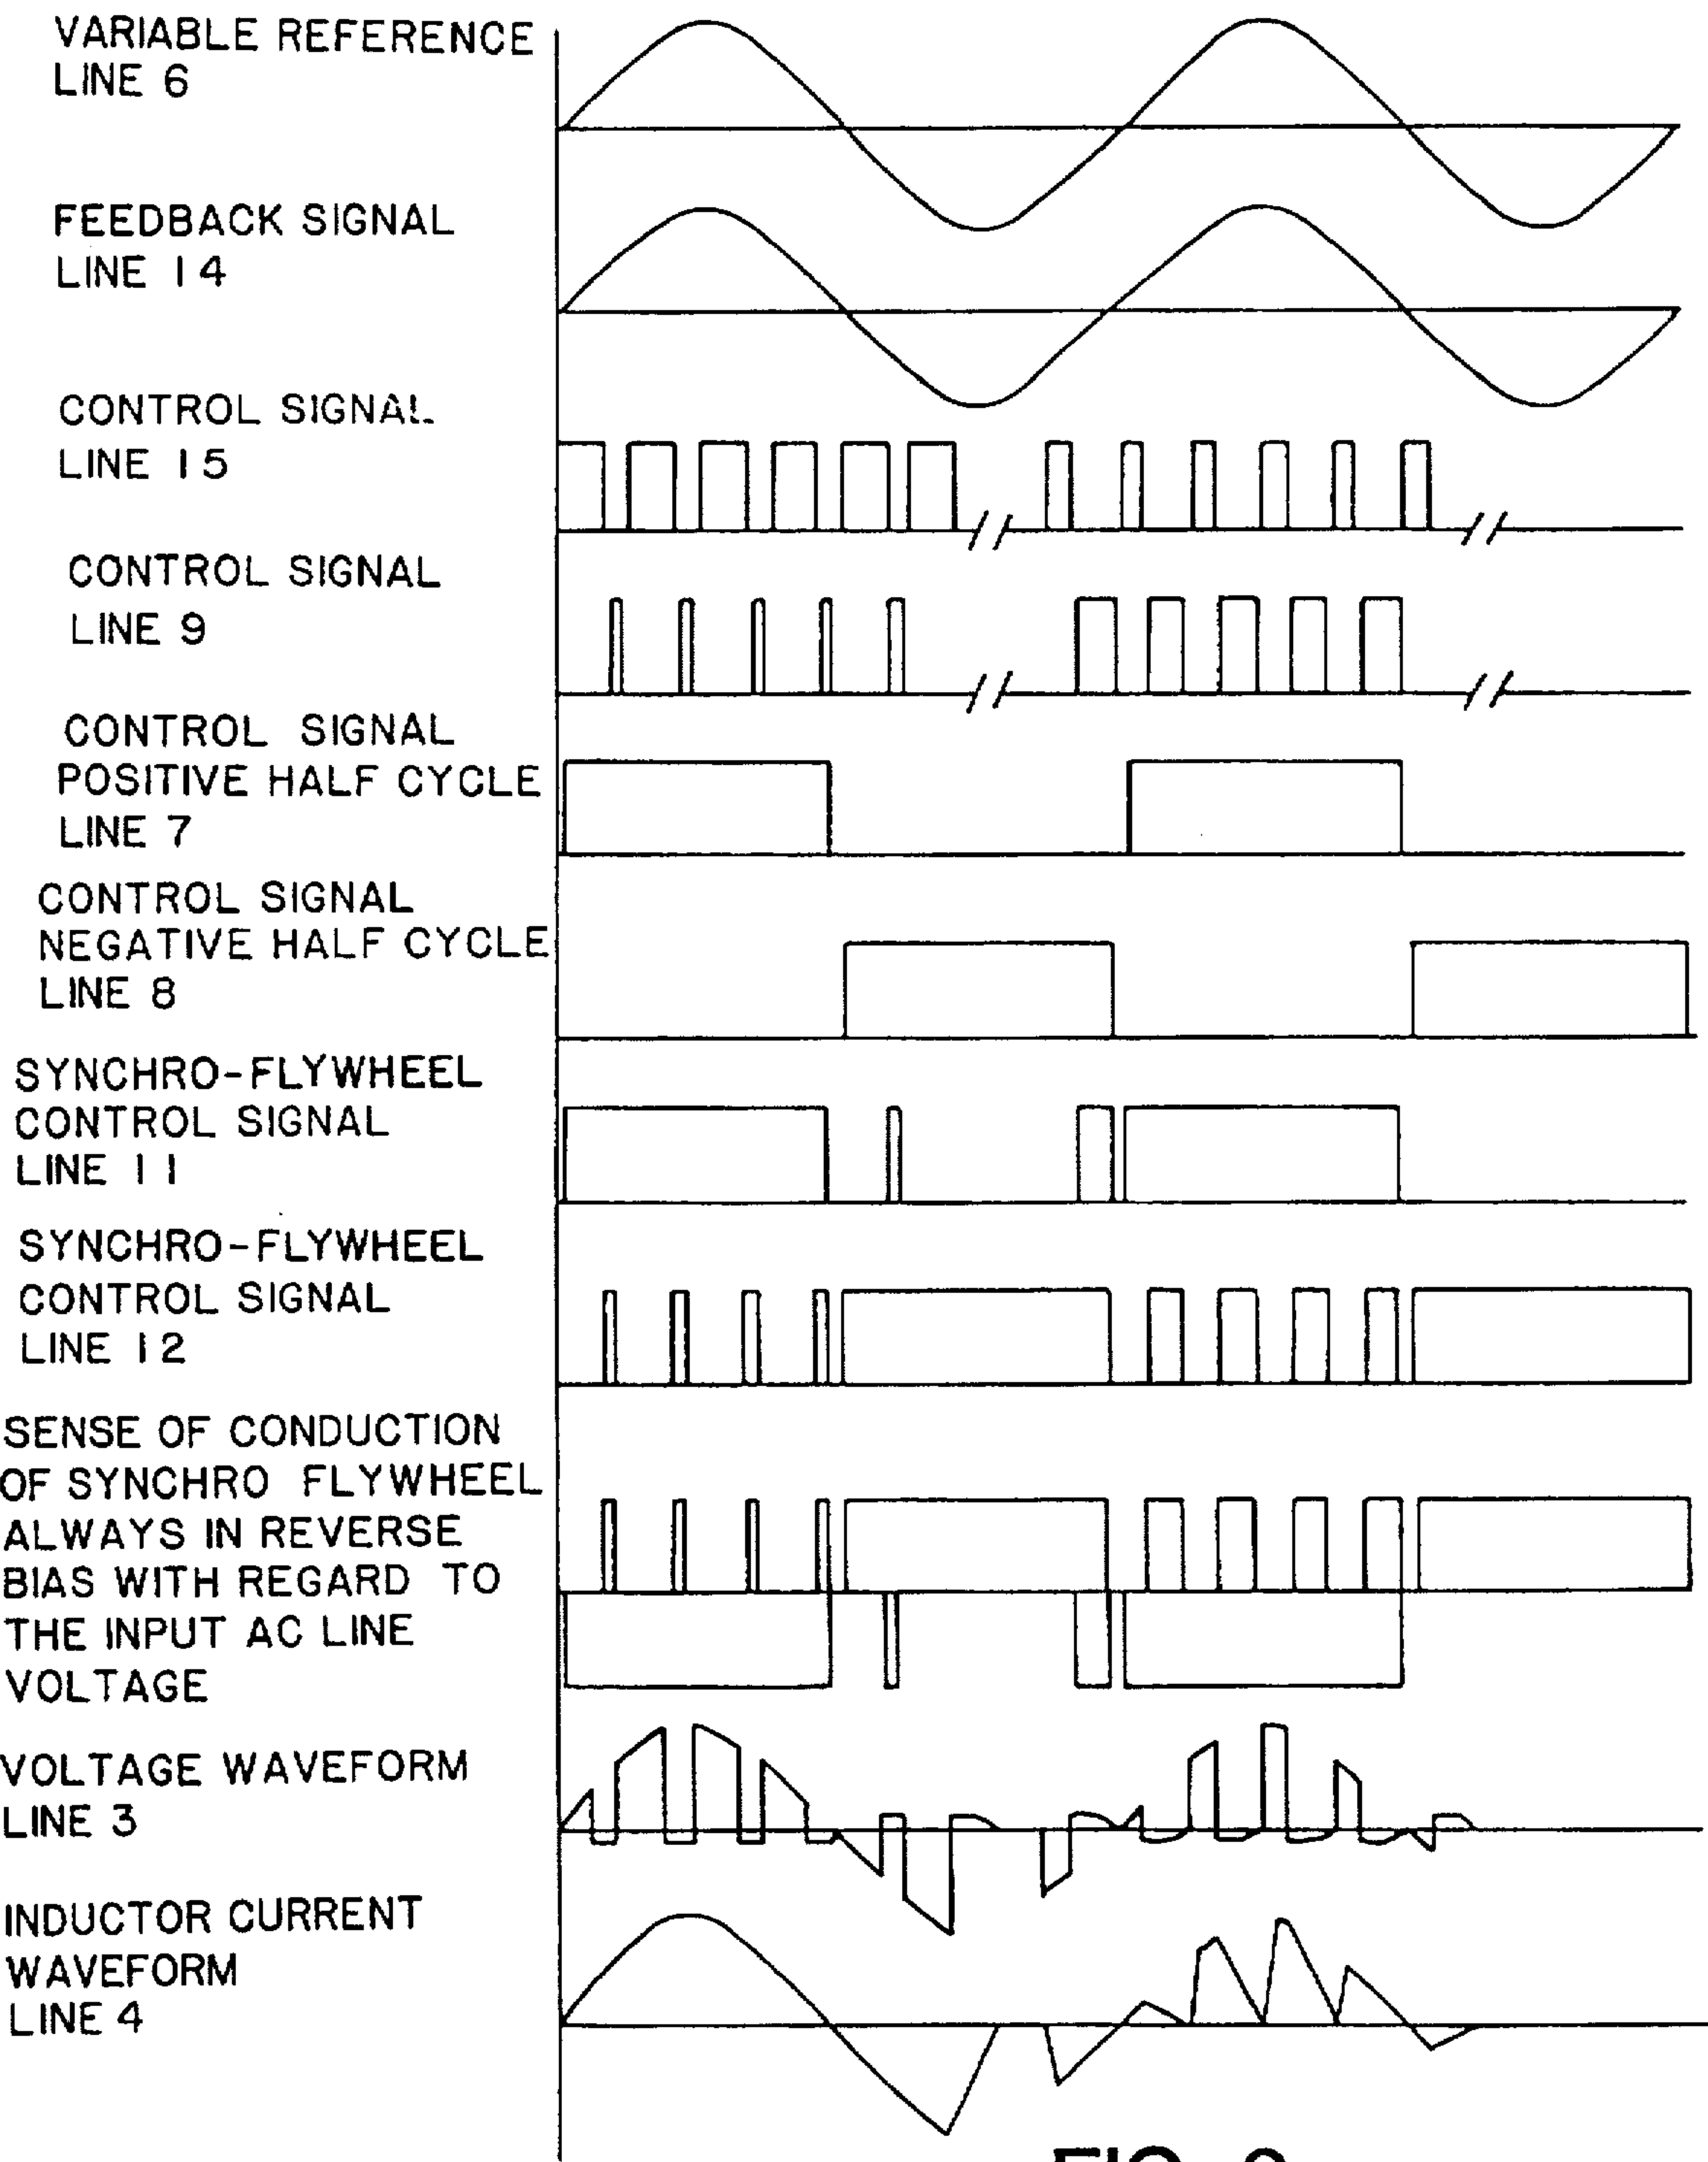 VARIABLE REFERENCE
LINE 6
FEEDBACK SIGNAL
LINE 14
CONTROL SIGNAL
LINE 15
CONTROL SIGNAL
LINE 9
CONTROL SIGNAL
POSITIVE HALF CYCLE
LINE 7
CONTROL SIGNAL
NEGATIVE HALF CYCLE
LINE 8
SYNCHRO-FLYWHEEL
CONTROL SIGNAL
LINE 11
SYNCHRO-FLYWHEEL
CONTROL SIGNAL
LINE 12
SENSE OF CONDUCTION
OF SYNCHRO FLYWHEEL
ALWAYS IN REVERSE
BIAS WITH REGARD TO
THE INPUT AC LINE
VOLTAGE
VOLTAGE WAVEFORM
LINE 3
INDUCTOR CURRENT
WAVEFORM
LINE 4
FIG.